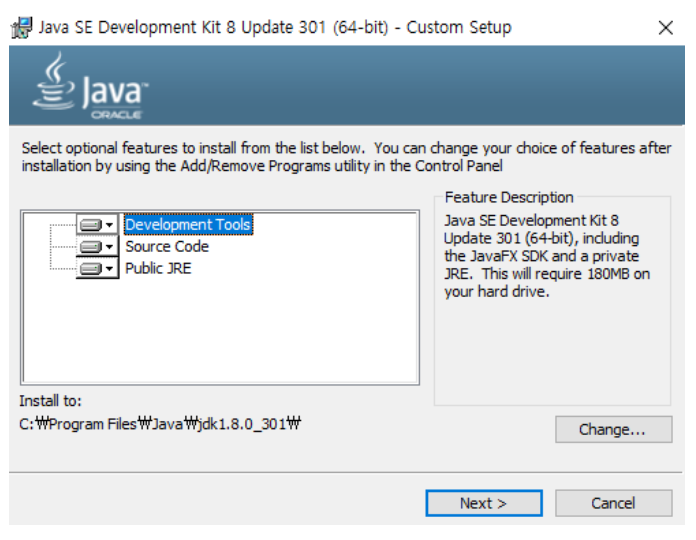 Java SE Development Kit 8 Update 301 (64-bit) - Custom Setup
Java™
ORACLE
Select optional features to install from the list below. You can change your choice of features after
installation by using the Add/Remove Programs utility in the Control Panel
Development Tools
Source Code
Public JRE
Feature Description
Java SE Development Kit 8
Update 301 (64-bit), including
the JavaFX SDK and a private
JRE. This will require 180MB on
your hard drive.
Install to:
C:₩Program Files₩Java₩jdk1.8.0_301₩
Change...
Next >
Cancel